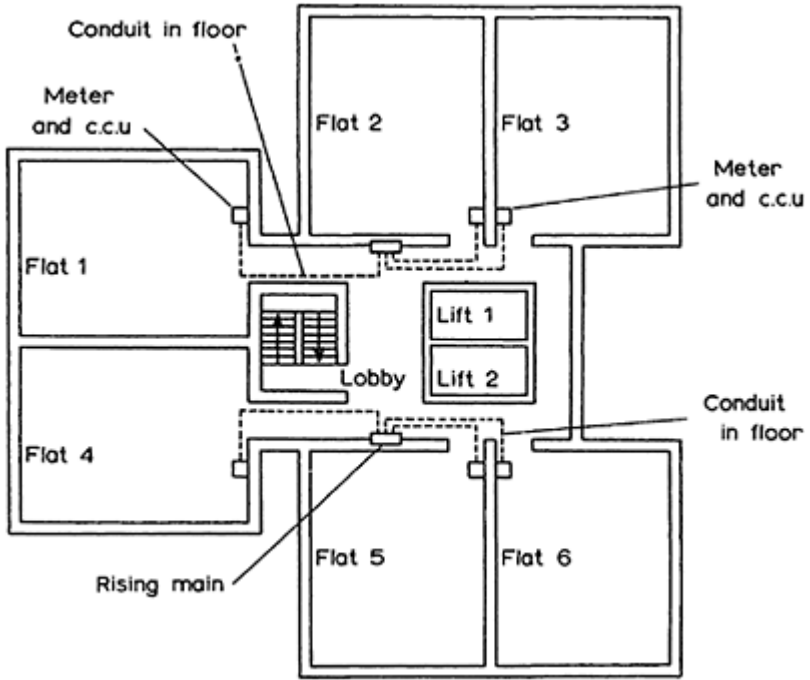 Conduit in floor
Meter
and c.c.u
Flat 2
Flat 3
Meter
and c.c.u
Flat 1
Lift 1
Lobby
Lift 2
Conduit
in floor
Flat 4
Flat 5
Flat 6
Rising main